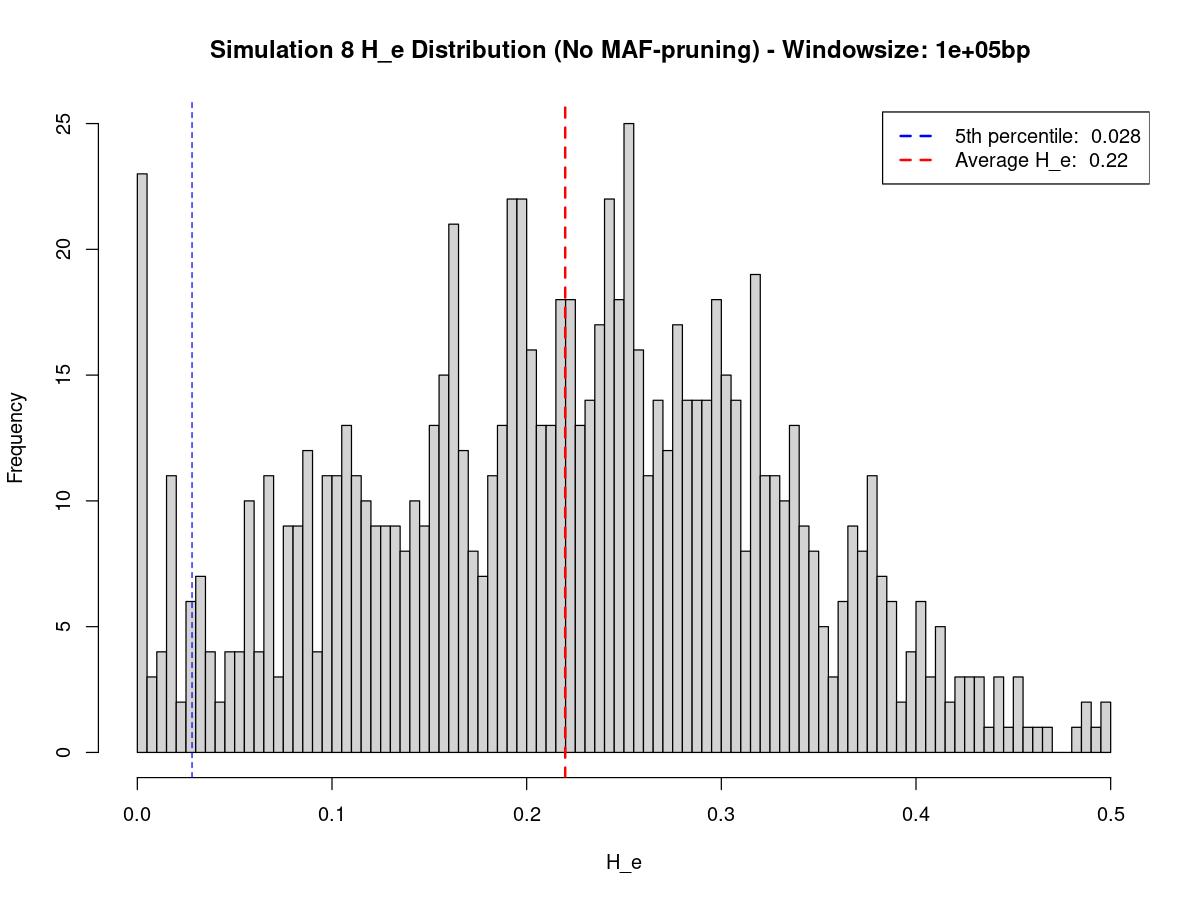 Simulation 8 H_e Distribution (No MAF-pruning) - Windowsize: 1e+05bp
5th percentile: 0.028
Average H_e: 0.22
Frequency
25
20
15
10
5
0
0.0 0.1 0.2 0.3 0.4 0.5
H_e